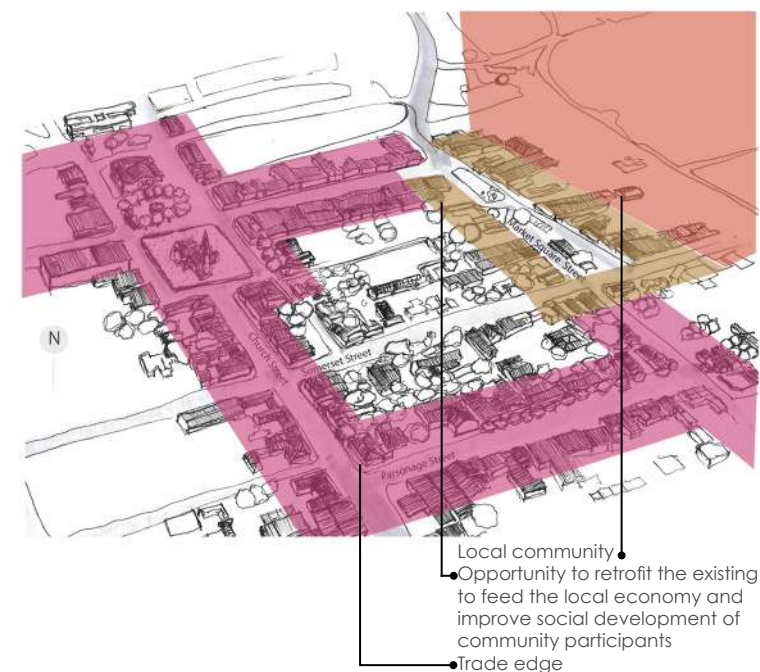 Market Square Street
N
Church Street
Somerset Street
Parsonage Street
Local community
Opportunity to retrofit the existing
to feed the local economy and
improve social development of
community participants
Trade edge